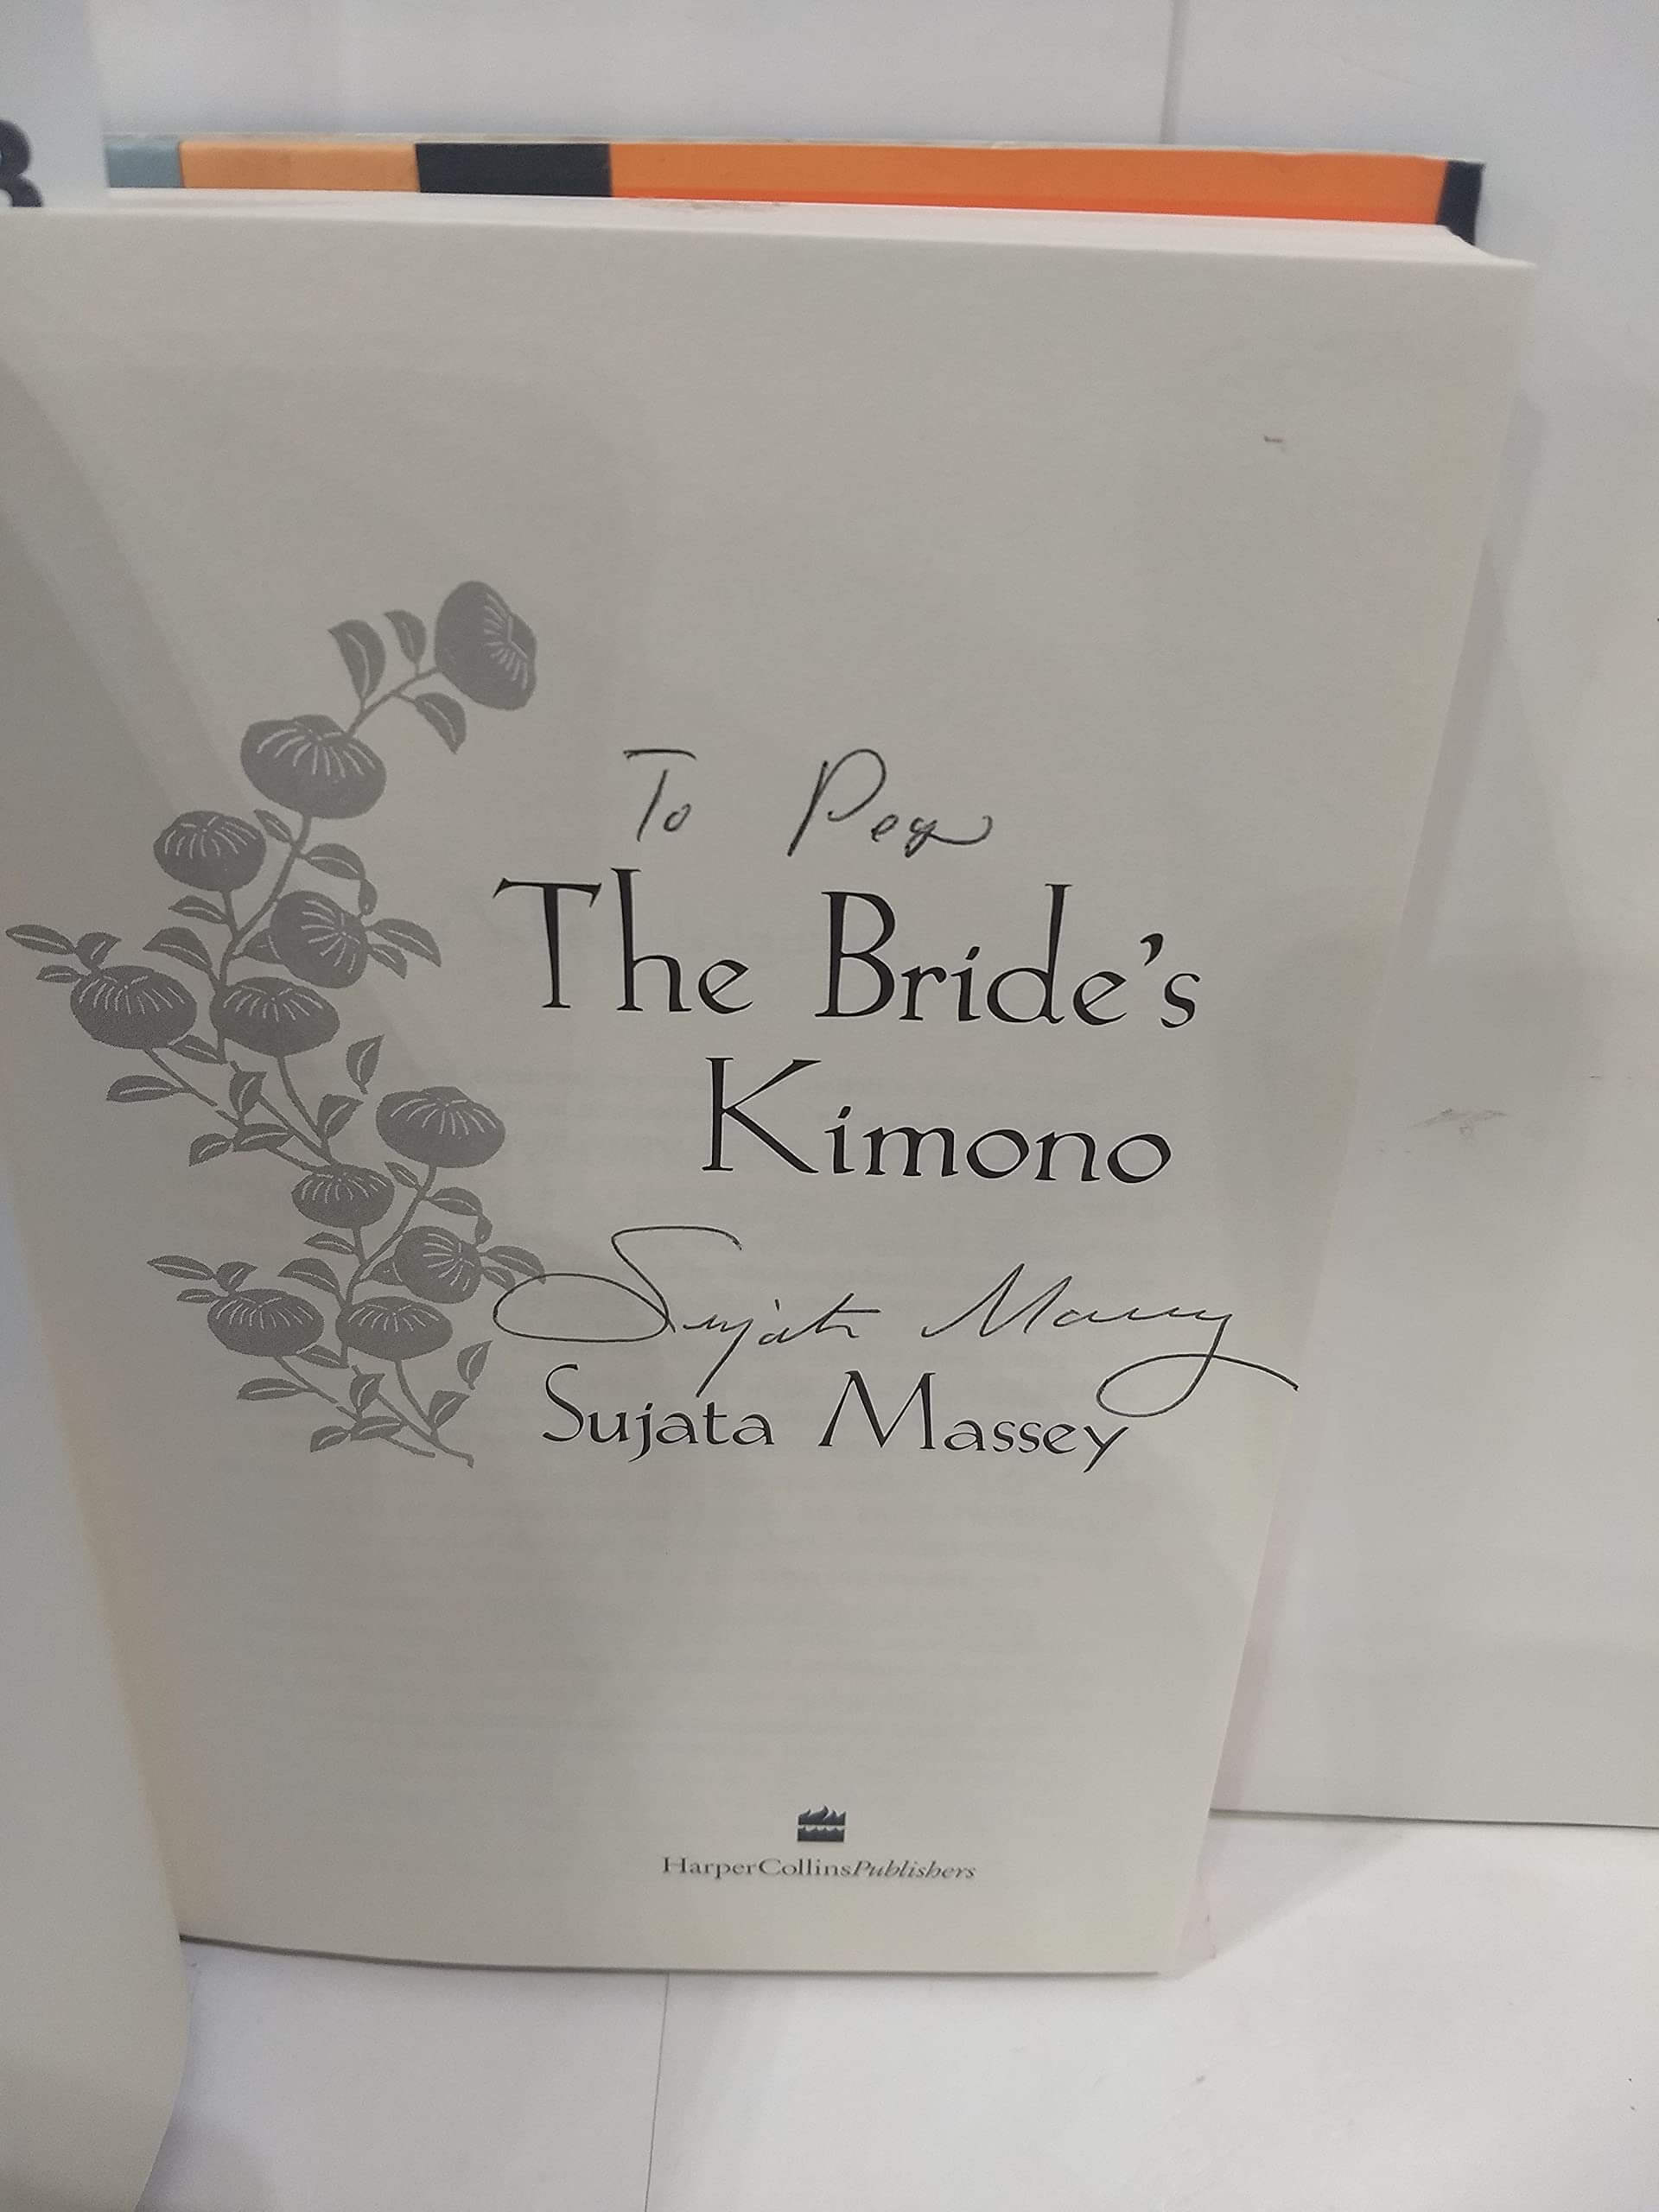 To Peg
The Bride's
Kimono
Sujata Massey
Sujata Massey
HarperCollinsPublishers